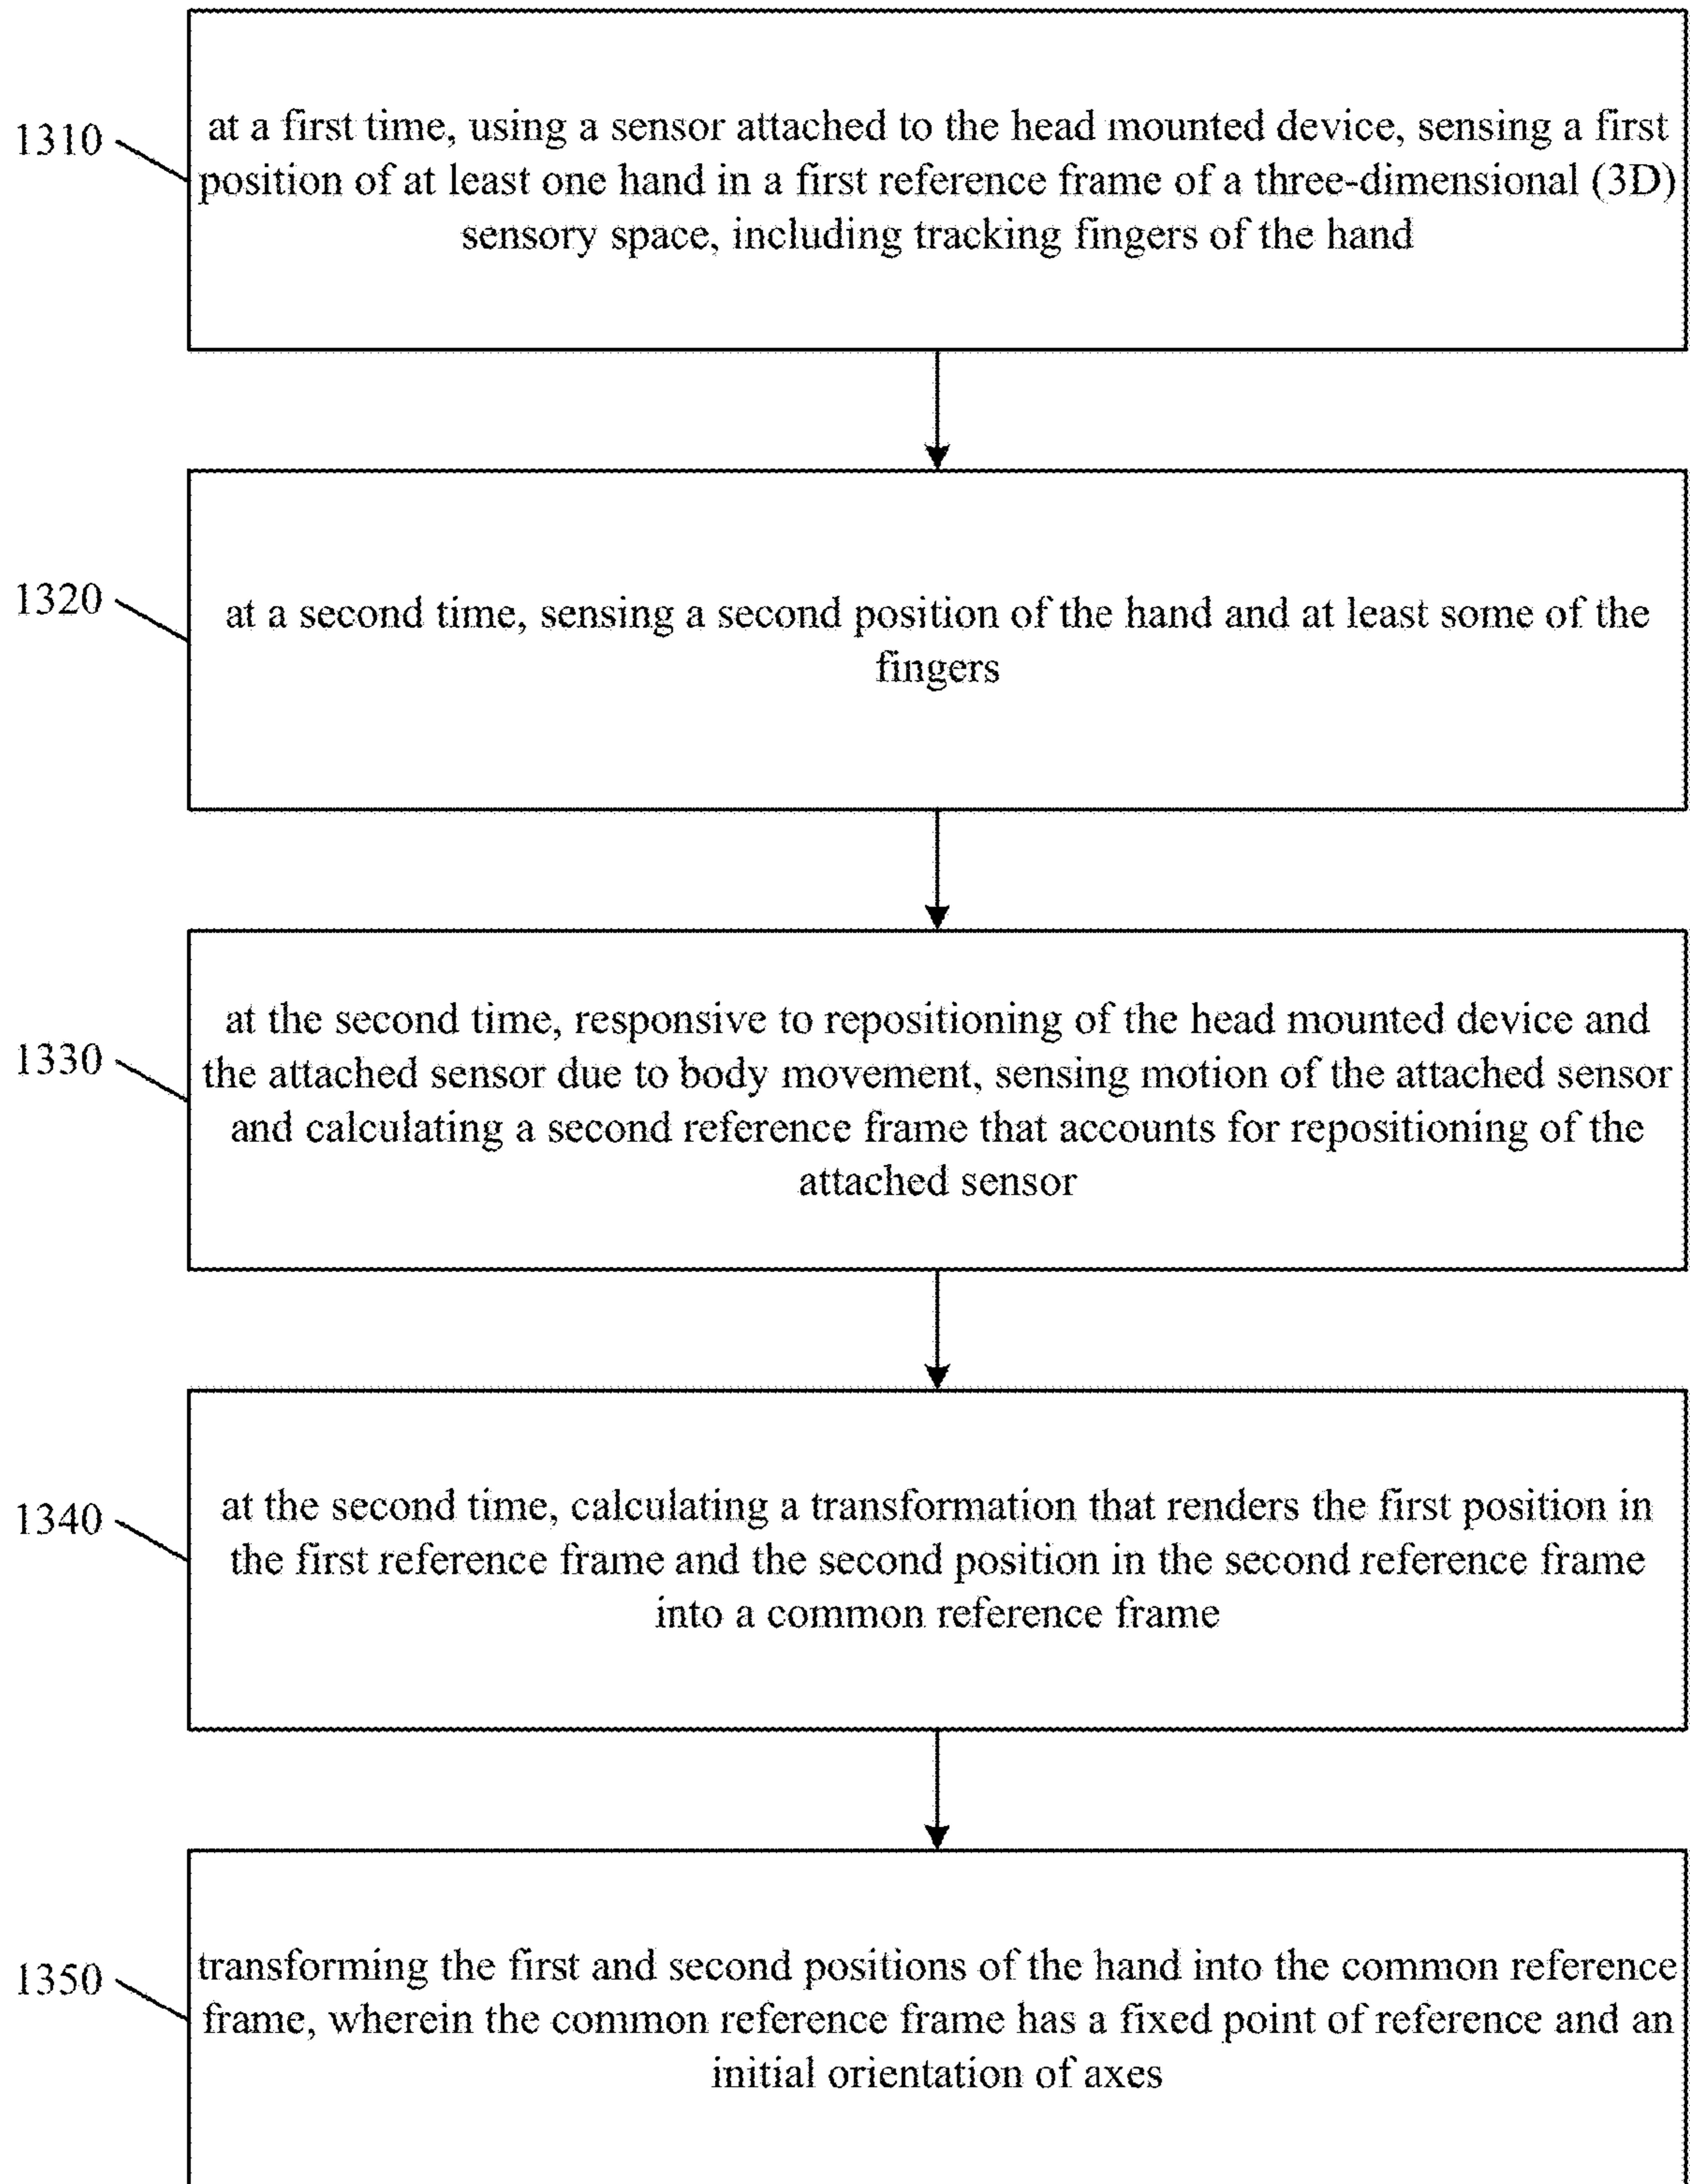 1310
at a first time, using a sensor attached to the head mounted device, sensing a first
position of at least one hand in a first reference frame of a three-dimensional (3D)
sensory space, including tracking fingers of the hand
1320
at a second time, sensing a second position of the hand and at least some of the
fingers
1330
at the second time, responsive to repositioning of the head mounted device and
the attached sensor due to body movement, sensing motion of the attached sensor
and calculating a second reference frame that accounts for repositioning of the
attached sensor
1340
at the second time, calculating a transformation that renders the first position in
the first reference frame and the second position in the second reference frame
into a common reference frame
1350
transforming the first and second positions of the hand into the common reference
frame, wherein the common reference frame has a fixed point of reference and an
initial orientation of axes